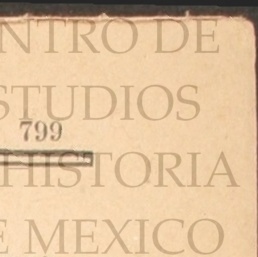 NTRO DE
STUDIOS
799
HISTORIA
E MEXICO